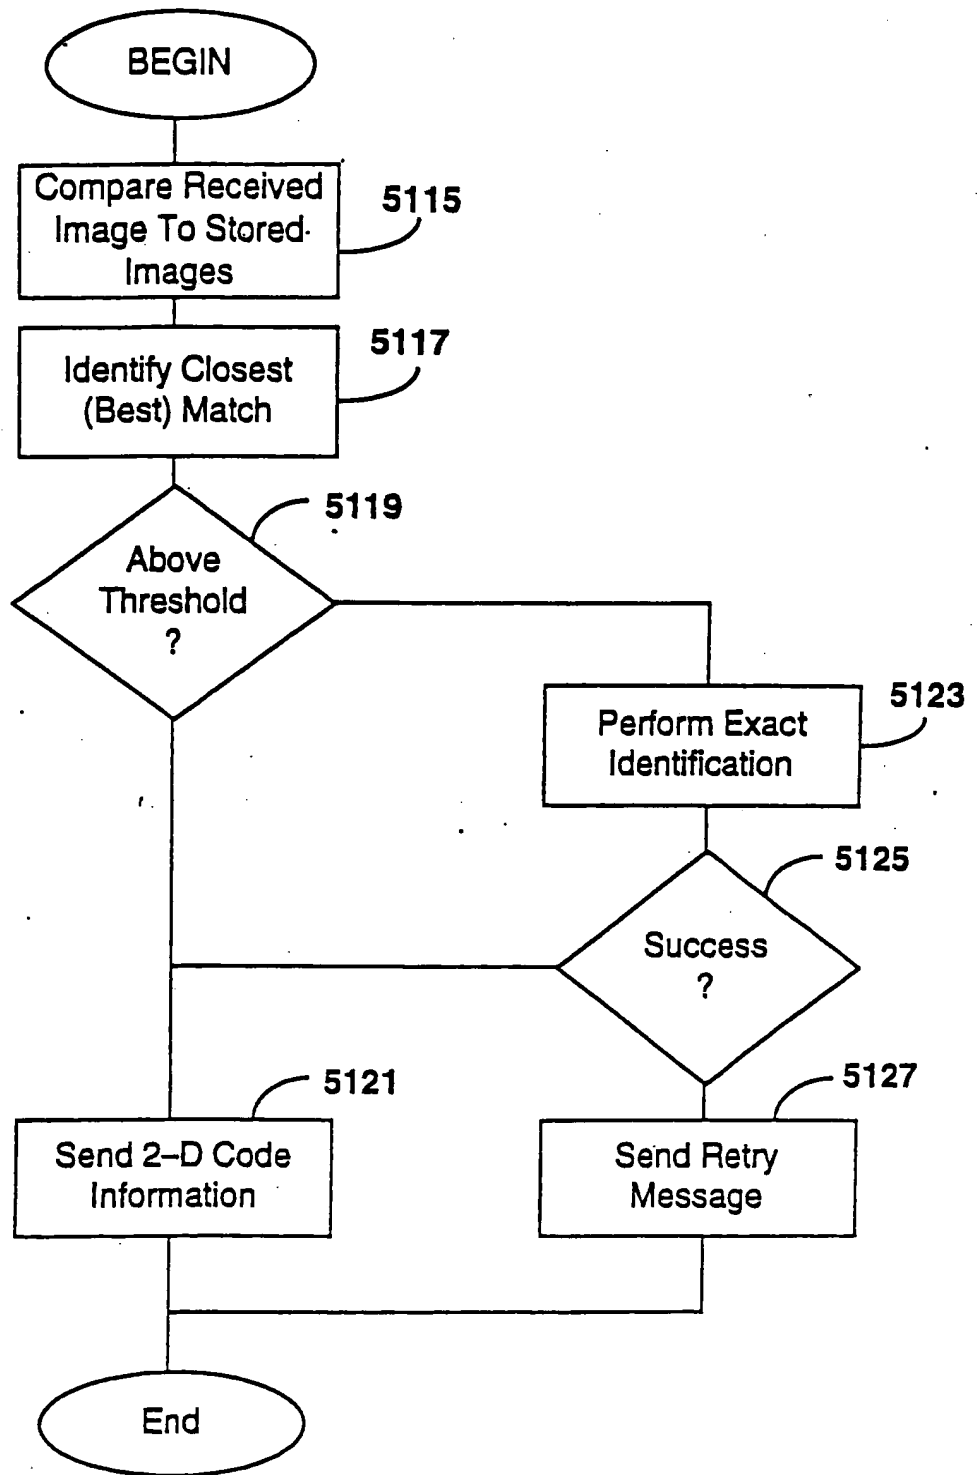 BEGIN
Compare Received
Image To Stored
Images
5115
Identify Closest
(Best) Match
5117
Above
Threshold
?
5119
Perform Exact
Identification
5123
Success
?
5125
Send 2-D Code
Information
5121
Send Retry
Message
5127
End